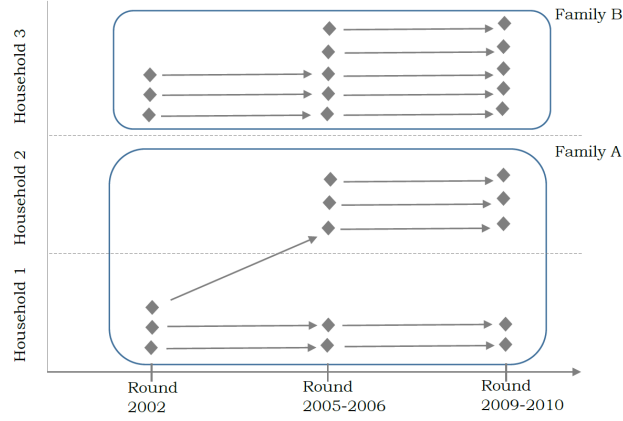 Family B
Household 3
Family A
Household 2
Household 1
Round
2002
Round
2005-2006
Round
2009-2010